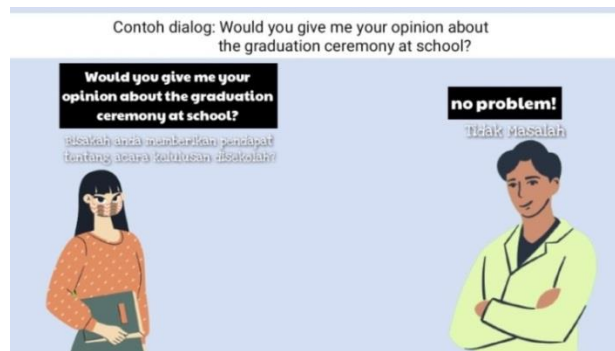 Contoh dialog: Would you give me your opinion about
the graduation ceremony at school?
Would you give me your
opinion about the graduation
ceremony at school?
Bisakah anda memberikan pendapat
tentang acara kelulusan disekolah?
no problem!
Tidak Masalah